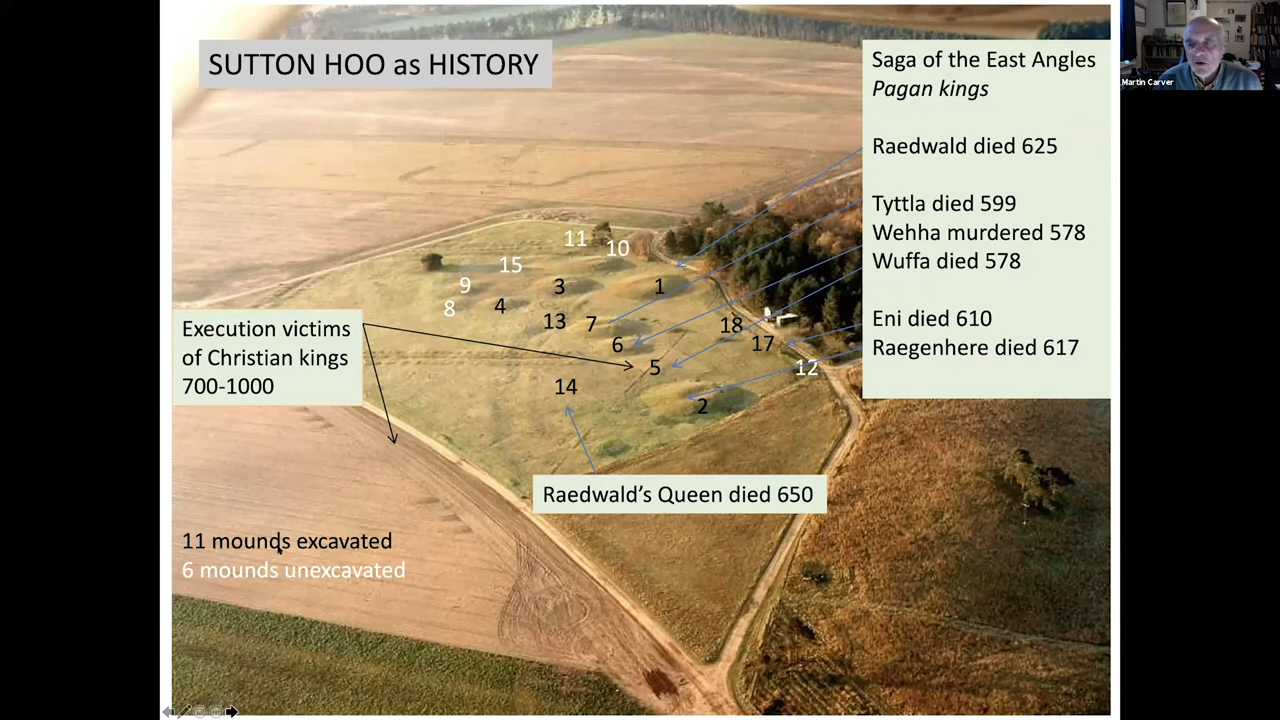 SUTTON HOO as HISTORY
Saga of the East Angles
Pagan kings
Raedwald died 625
Tyttla died 599
Wehha murdered 578
Wuffa died 578
Eni died 610
Raegenhere died 617
Martin Carver
11
10
15
9
3
1
8
4
13
7
18
6
17
5
12
14
2
Execution victims
of Christian kings
700-1000
Raedwald's Queen died 650
11 mounds excavated
6 mounds unexcavated